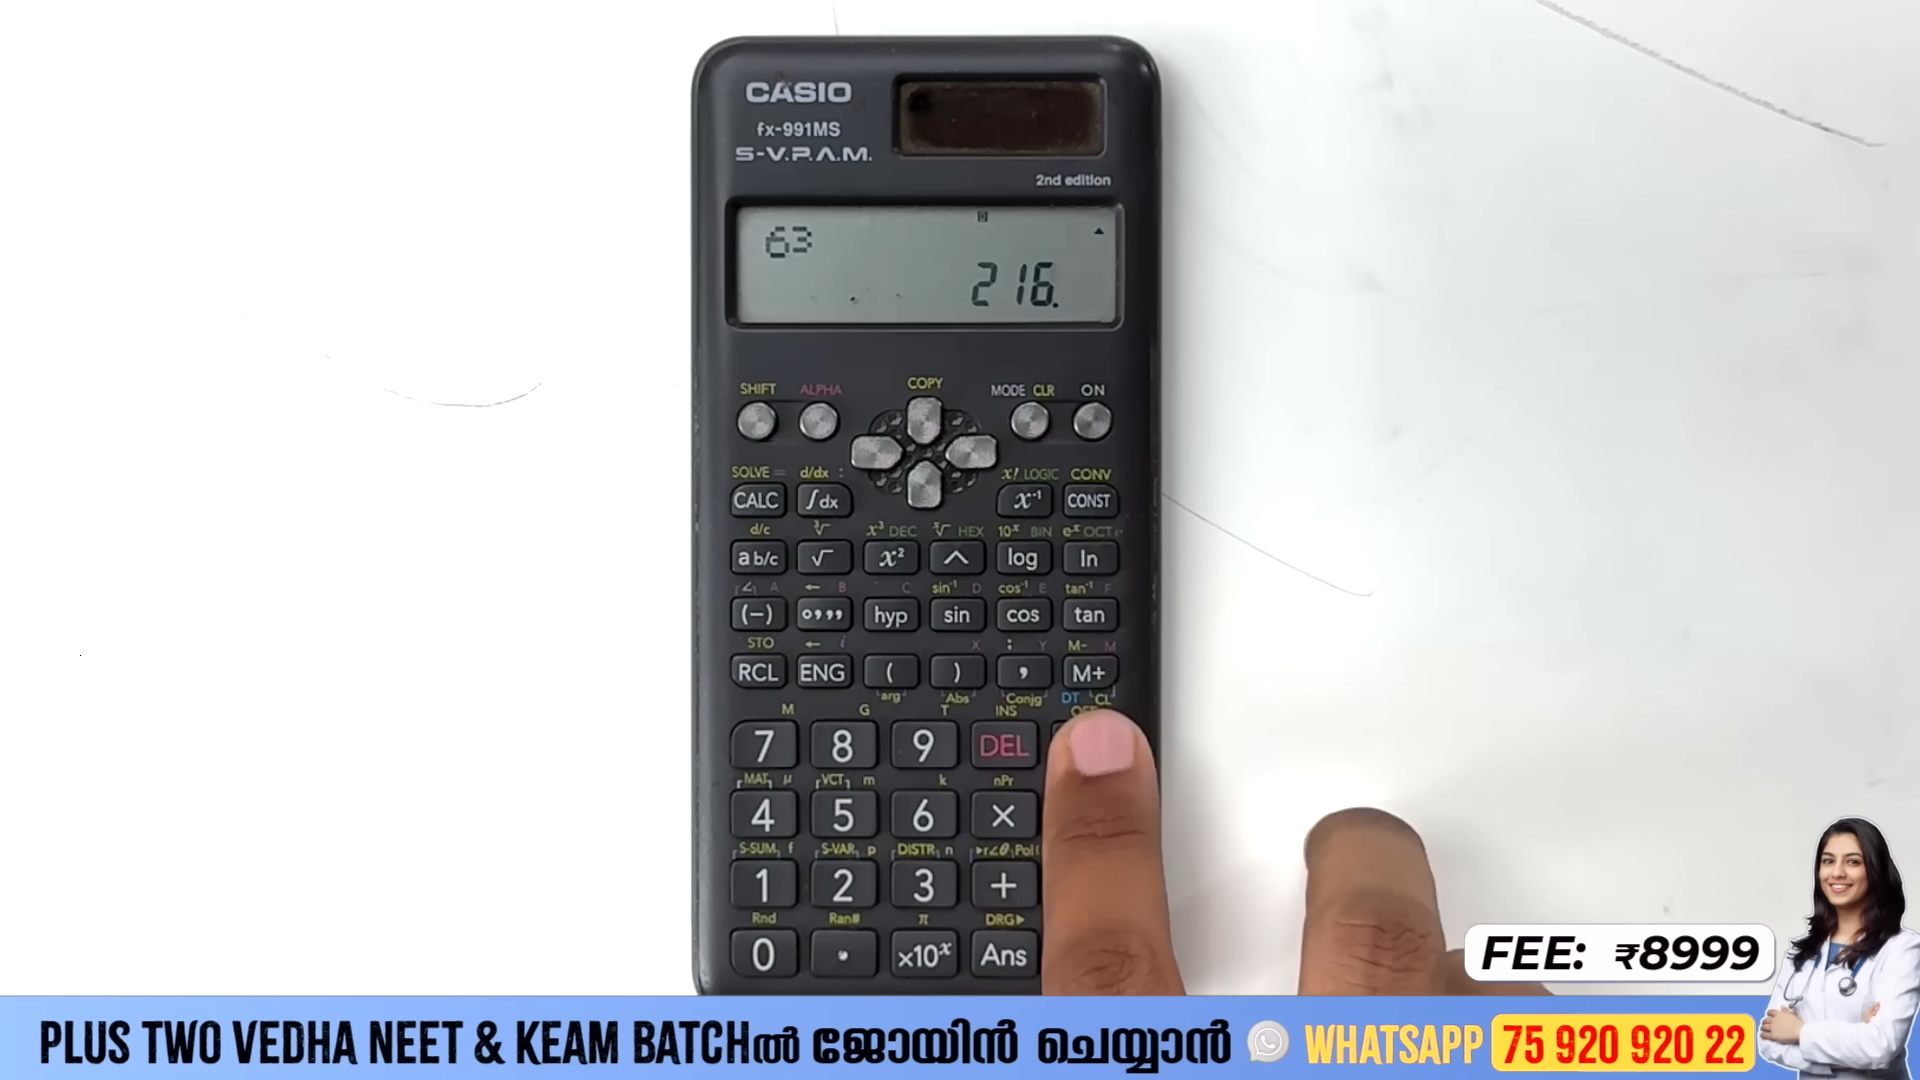 CASIO
fx-991MS
S-V.P.A.M.
2nd edition
D
6³
216.
COPY
SHIFT ALPHA MODE CLR ON
SOLVE = d/dx : x! LOGIC CONV
CALC ∫dx x⁻¹ CONST
d/c ³√ x³ DEC ˣ√ HEX 10ˣ BIN eˣ OCT
a b/c √ x² ^ log ln
∠ A ← B C sin⁻¹ D cos⁻¹ E tan⁻¹ F
(−) o,,, hyp sin cos tan
STO ← i X ; Y M- M
RCL ENG ( ) , M+
arg Abs Conjg DT CL
M G T INS
7 8 9 DEL
MAT μ VCT m k nPr
4 5 6 ×
S-SUM f S-VAR p DISTR n ▸r∠θ Pol(
1 2 3 +
Rnd Ran# π DRG▸
0 . ×10ˣ Ans
FEE: ₹8999
PLUS TWO VEDHA NEET & KEAM BATCHൽ ജോയിൻ ചെയ്യാൻ WHATSAPP 75 920 920 22